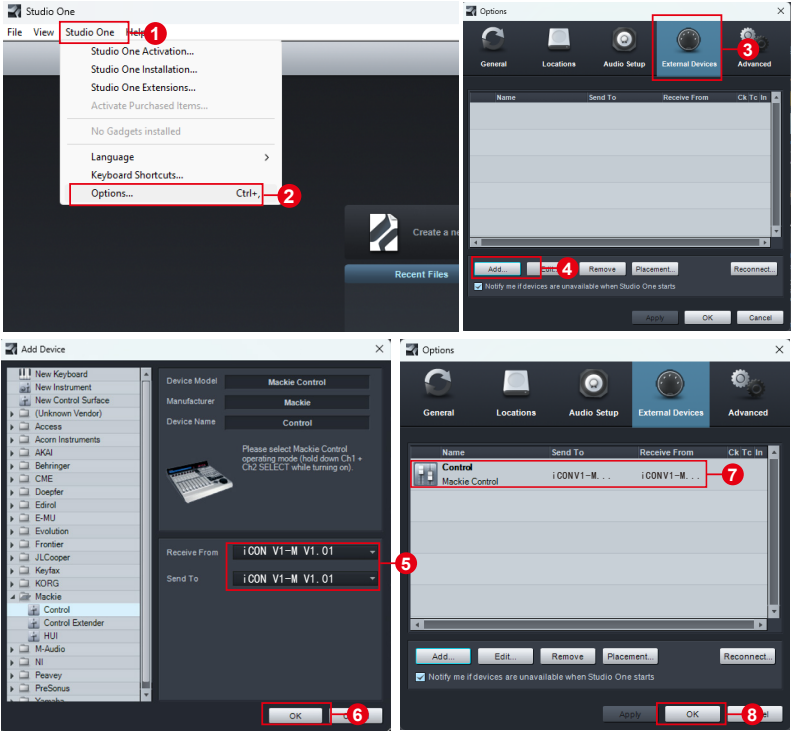 Studio One
File View Studio One Help
1
Studio One Activation...
Studio One Installation...
Studio One Extensions...
Activate Purchased Items...
No Gadgets installed
Language
Keyboard Shortcuts...
Options... Ctrl+,
2
Create a ne
Recent Files
Options
General Locations Audio Setup External Devices Advanced
3
Name Send To Receive From Ck Tc In
Add... Remove Placement... Reconnect...
4
Notify me if devices are unavailable when Studio One starts
Apply OK Cancel
Add Device
New Keyboard
New Instrument
New Control Surface
(Unknown Vendor)
Access
Acorn Instruments
AKAI
Behringer
CME
Doepfer
Edirol
E-MU
Evolution
Frontier
JLCooper
Keyfax
KORG
Mackie
Control
Control Extender
HUI
M-Audio
NI
Peavey
PreSonus
Yamaha
Device Model Mackie Control
Manufacturer Mackie
Device Name Control
Please select Mackie Control
operating mode (hold down Ch1 +
Ch2 SELECT while turning on).
Receive From iCON V1-M V1.01
5
Send To iCON V1-M V1.01
OK
6
Options
General Locations Audio Setup External Devices Advanced
Name Send To Receive From Ck Tc In
Control
Mackie Control iCONV1-M... iCONV1-M...
7
Add... Edit... Remove Placement... Reconnect...
Notify me if devices are unavailable when Studio One starts
Apply OK
8